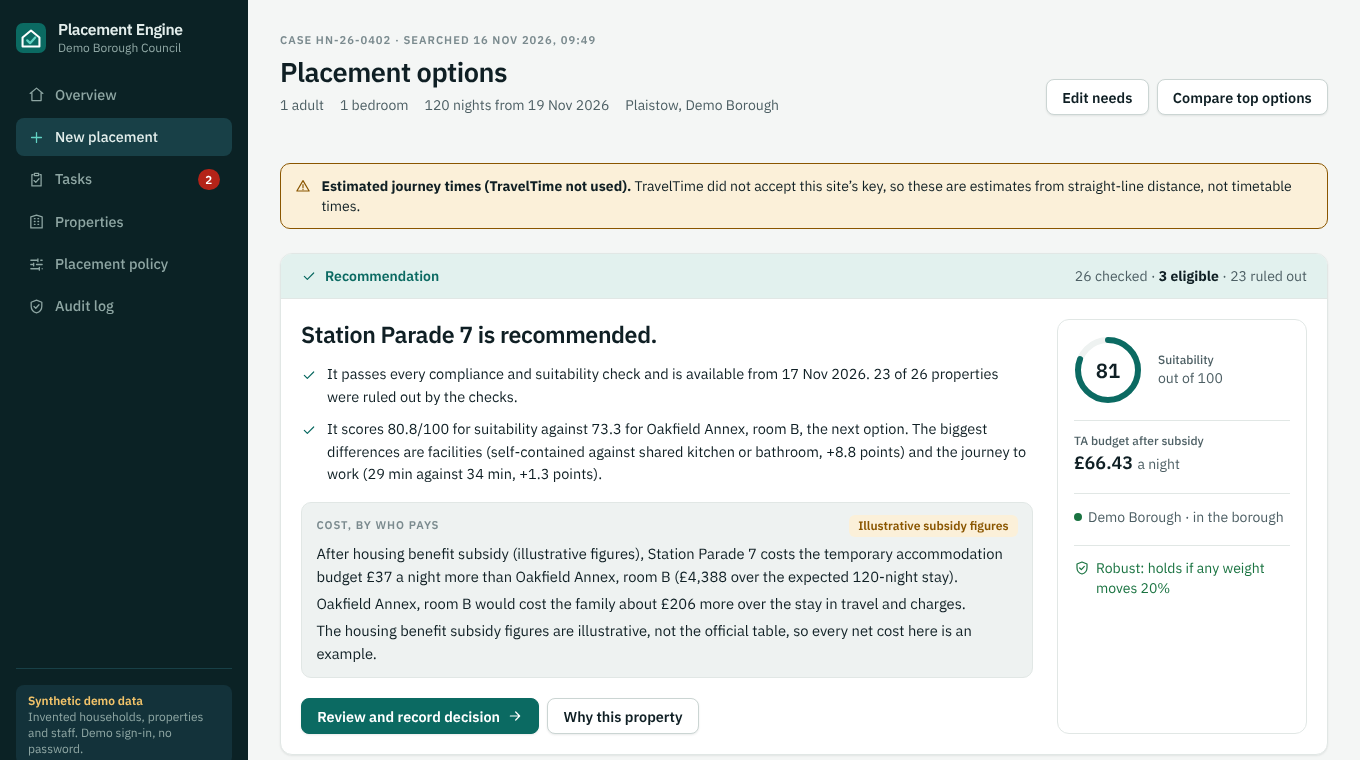 Placement Engine
Demo Borough Council
Overview
New placement
Tasks
2
Properties
Placement policy
Audit log
Synthetic demo data
Invented households, properties
and staff. Demo sign-in, no
password.
CASE HN-26-0402 · SEARCHED 16 NOV 2026, 09:49
Placement options
1 adult 1 bedroom 120 nights from 19 Nov 2026 Plaistow, Demo Borough
Edit needs
Compare top options
Estimated journey times (TravelTime not used). TravelTime did not accept this site’s key, so these are estimates from straight-line distance, not timetable
times.
Recommendation
26 checked · 3 eligible · 23 ruled out
Station Parade 7 is recommended.
It passes every compliance and suitability check and is available from 17 Nov 2026. 23 of 26 properties
were ruled out by the checks.
It scores 80.8/100 for suitability against 73.3 for Oakfield Annex, room B, the next option. The biggest
differences are facilities (self-contained against shared kitchen or bathroom, +8.8 points) and the journey to
work (29 min against 34 min, +1.3 points).
COST, BY WHO PAYS
Illustrative subsidy figures
After housing benefit subsidy (illustrative figures), Station Parade 7 costs the temporary accommodation
budget £37 a night more than Oakfield Annex, room B (£4,388 over the expected 120-night stay).
Oakfield Annex, room B would cost the family about £206 more over the stay in travel and charges.
The housing benefit subsidy figures are illustrative, not the official table, so every net cost here is an
example.
Review and record decision
Why this property
81
Suitability
out of 100
TA budget after subsidy
£66.43 a night
Demo Borough · in the borough
Robust: holds if any weight
moves 20%